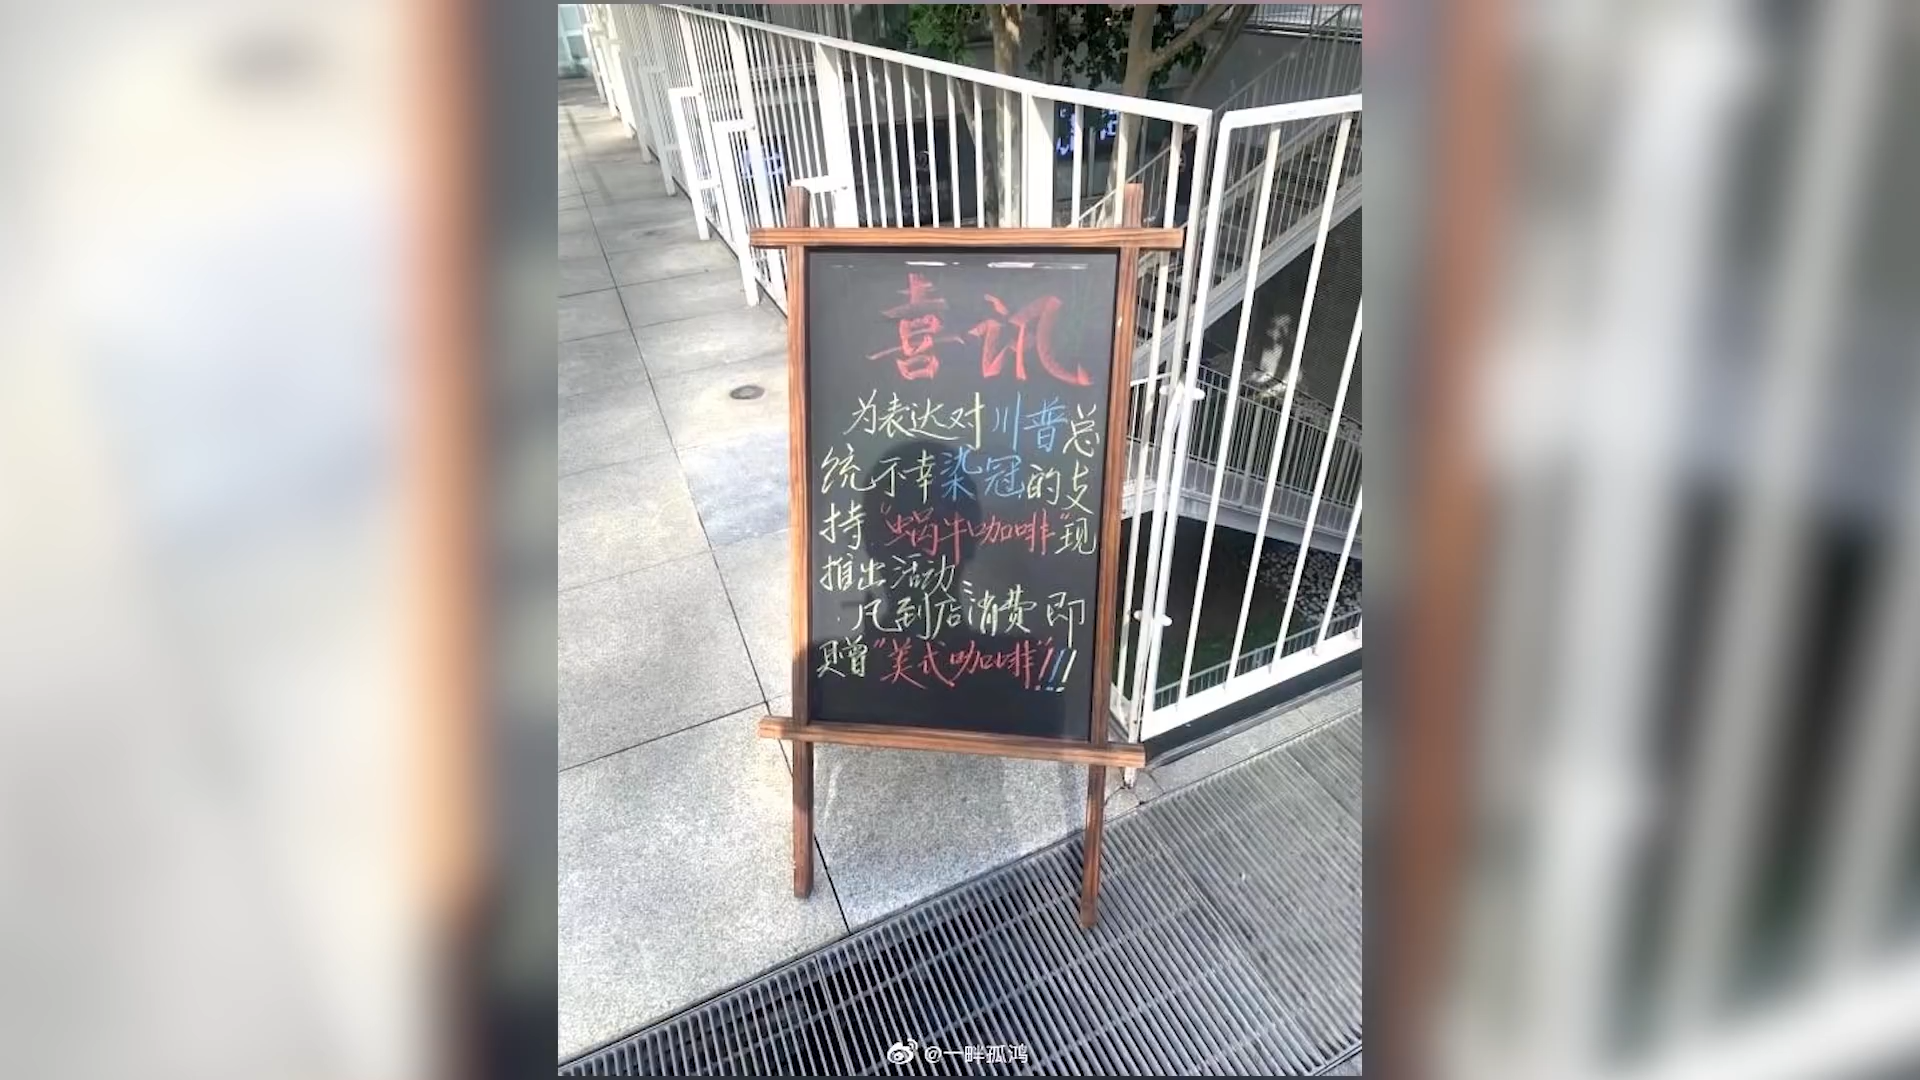 喜讯
为表达对川普总
统不幸染冠的支
持"蜗牛咖啡"现
推出活动
凡到店消费即
赠"美式咖啡"!!!
@一畔孤鸿